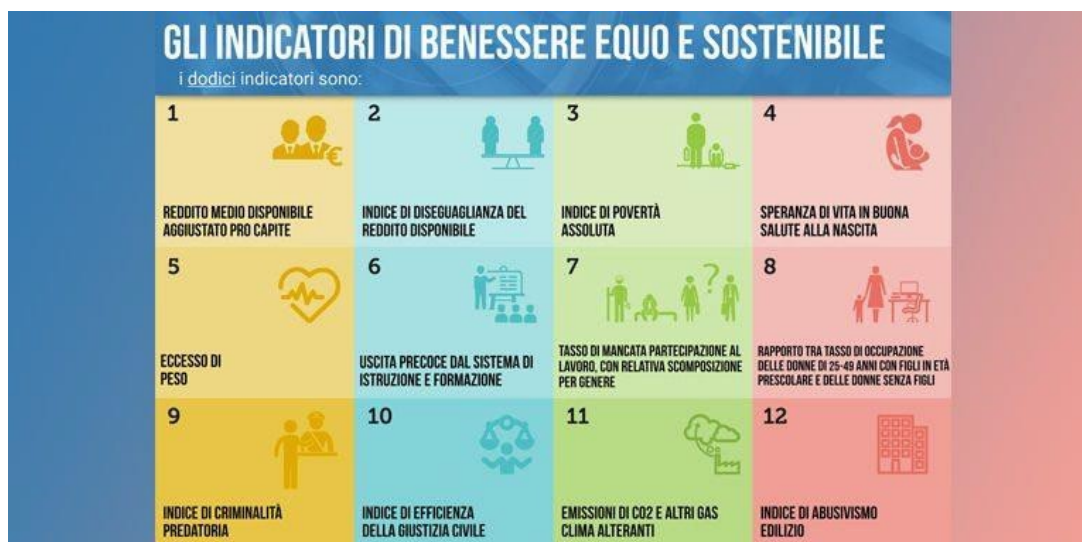 GLI INDICATORI DI BENESSERE EQUO E SOSTENIBILE
i dodici indicatori sono:
1
REDDITO MEDIO DISPONIBILE
AGGIUSTATO PRO CAPITE
2
INDICE DI DISEGUAGLIANZA DEL
REDDITO DISPONIBILE
3
INDICE DI POVERTÀ
ASSOLUTA
4
SPERANZA DI VITA IN BUONA
SALUTE ALLA NASCITA
5
ECCESSO DI
PESO
6
USCITA PRECOCE DAL SISTEMA DI
ISTRUZIONE E FORMAZIONE
7
?
TASSO DI MANCATA PARTECIPAZIONE AL
LAVORO, CON RELATIVA SCOMPOSIZIONE
PER GENERE
8
RAPPORTO TRA TASSO DI OCCUPAZIONE
DELLE DONNE DI 25-49 ANNI CON FIGLI IN ETÀ
PRESCOLARE E DELLE DONNE SENZA FIGLI
9
INDICE DI CRIMINALITÀ
PREDATORIA
10
INDICE DI EFFICIENZA
DELLA GIUSTIZIA CIVILE
11
EMISSIONI DI CO2 E ALTRI GAS
CLIMA ALTERANTI
12
INDICE DI ABUSIVISMO
EDILIZIO